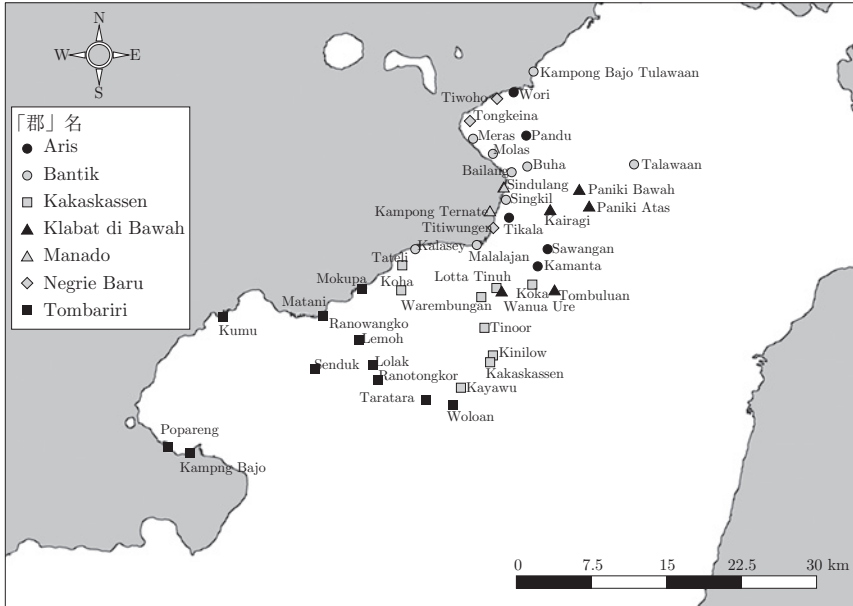 N
W E
S
「郡」名
Aris
Bantik
Kakaskassen
Klabat di Bawah
Manado
Negrie Baru
Tombariri
Kampong Bajo Tulawaan
Tiwoho
Wori
Tongkeina
Meras
Pandu
Molas
Bailang
Buha
Talawaan
Sindulang
Paniki Bawah
Singkil
Kampong Ternate
Kairagi
Paniki Atas
Titiwungen
Tikala
Kalasey
Malalajan
Sawangan
Tateli
Kamanta
Mokupa
Koha
Lotta Tinuh
Koka
Tombuluan
Matani
Warembungan
Wanua Ure
Kumu
Ranowangko
Tinoor
Lemoh
Senduk
Lolak
Kinilow
Ranotongkor
Kakaskassen
Taratara
Kayawu
Woloan
Popareng
Kampng Bajo
0 7.5 15 22.5 30 km